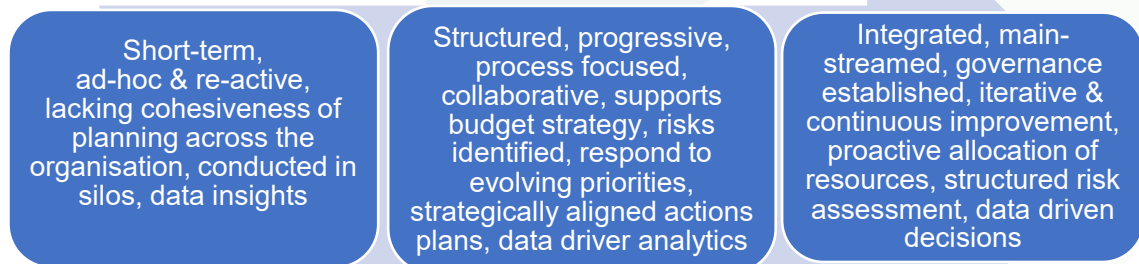 Short-term,
ad-hoc & re-active,
lacking cohesiveness of
planning across the
organisation, conducted in
silos, data insights
Structured, progressive,
process focused,
collaborative, supports
budget strategy, risks
identified, respond to
evolving priorities,
strategically aligned actions
plans, data driver analytics
Integrated, main-
streamed, governance
established, iterative &
continuous improvement,
proactive allocation of
resources, structured risk
assessment, data driven
decisions